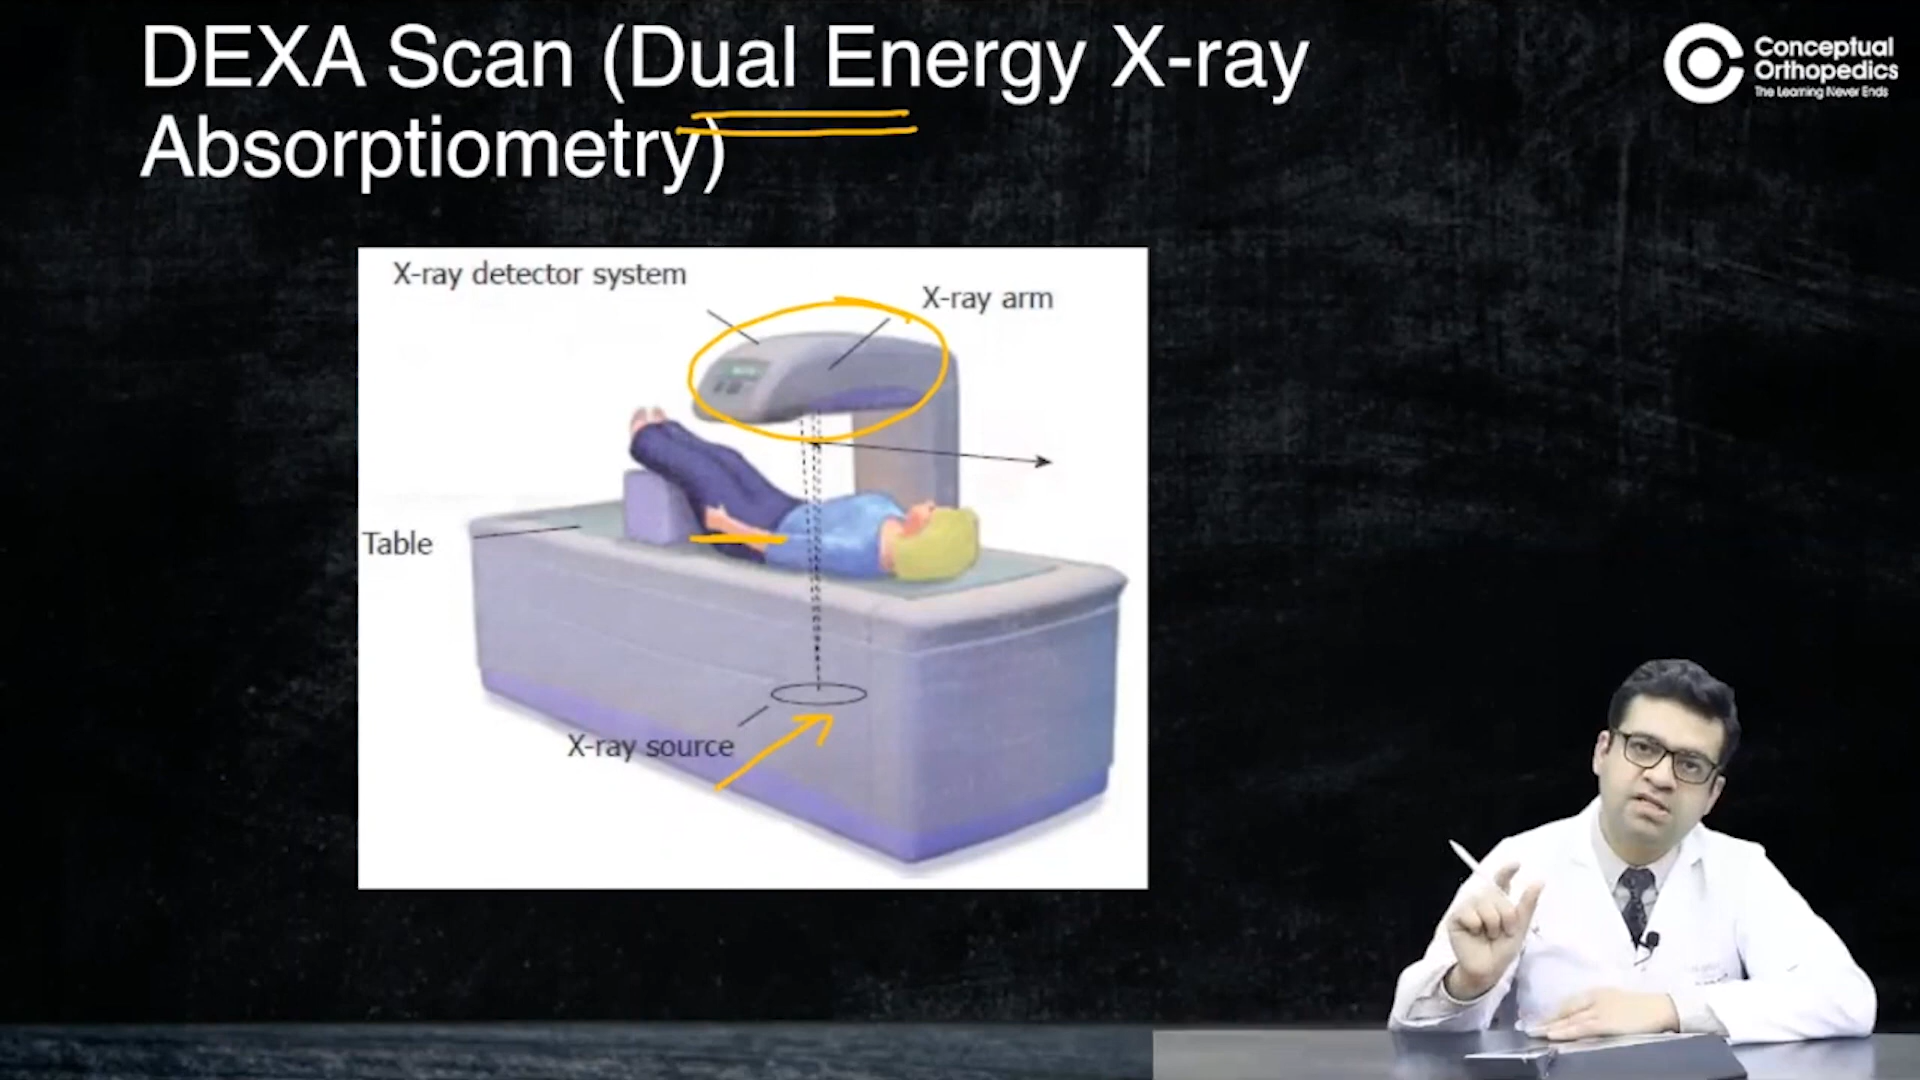 DEXA Scan (Dual Energy X-ray
Absorptiometry)
Conceptual
Orthopedics
The Learning Never Ends
X-ray detector system
X-ray arm
Table
X-ray source